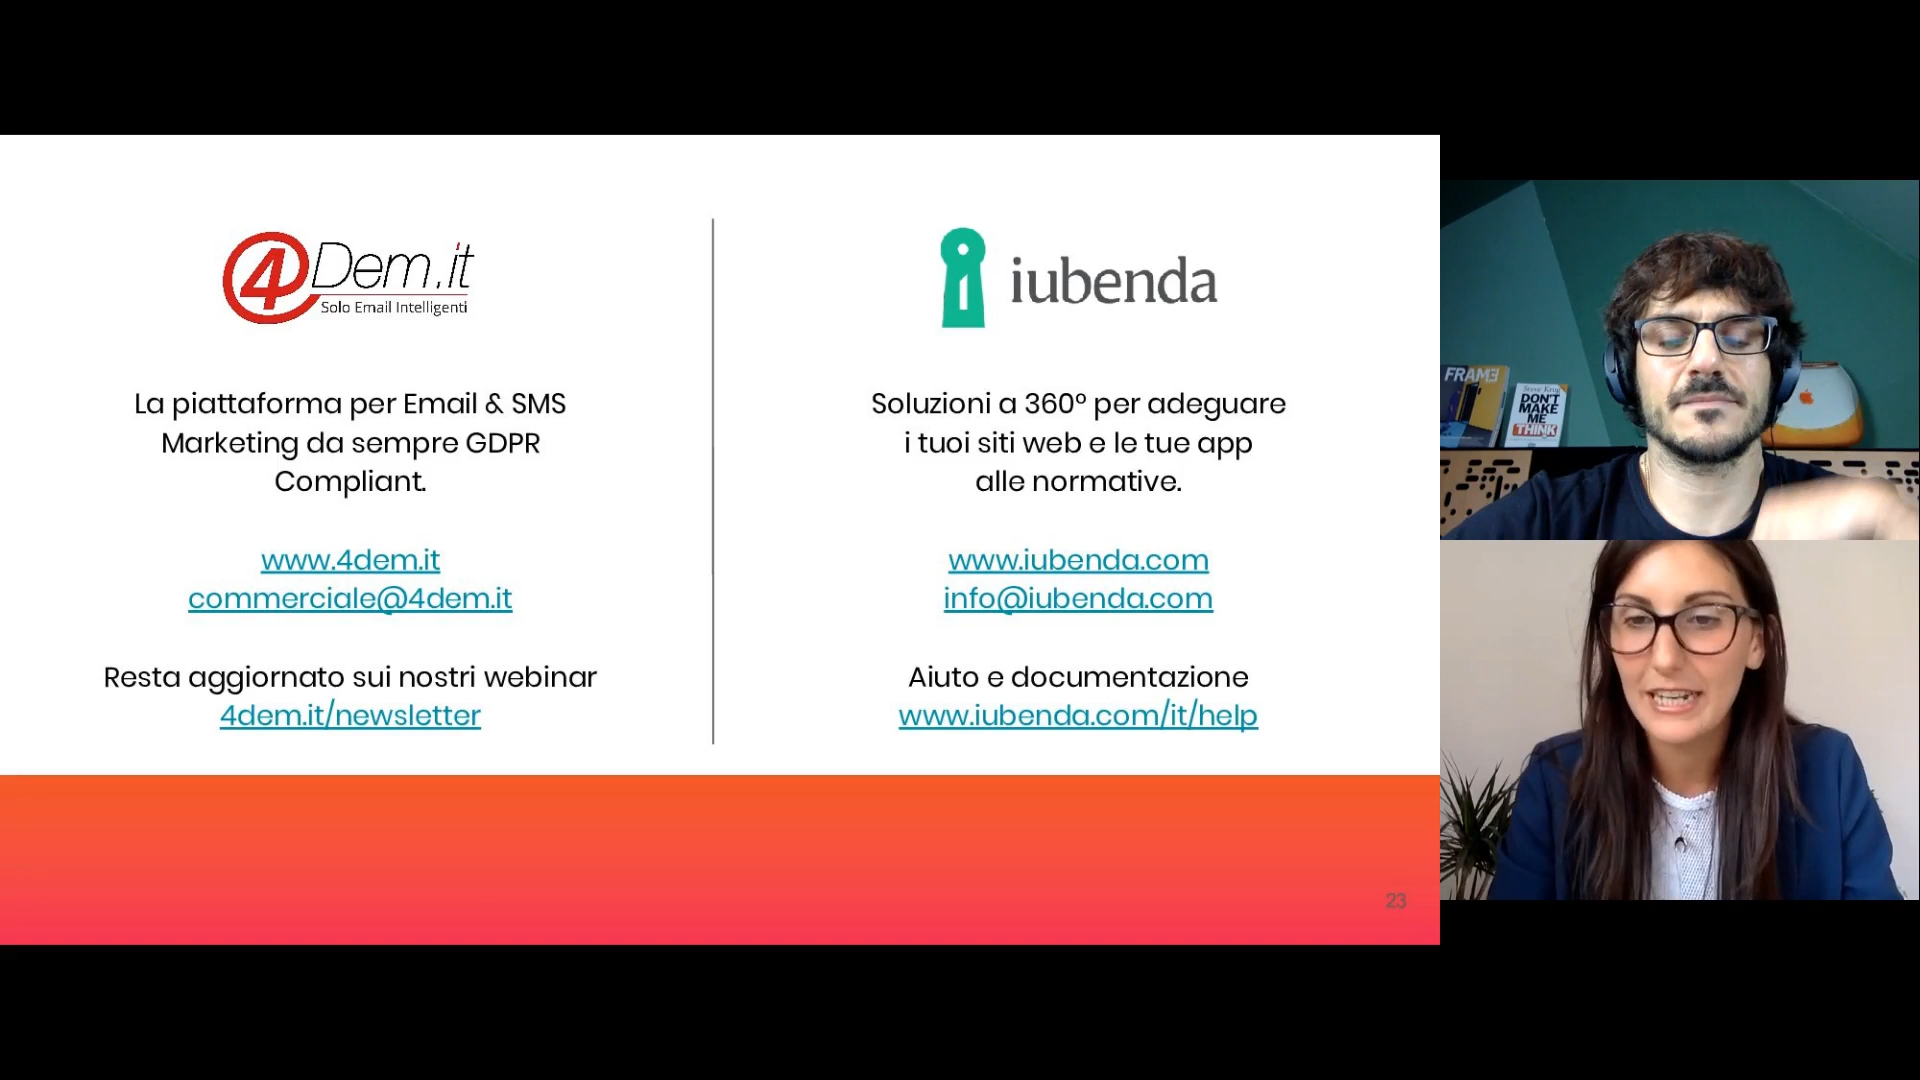 4Dem.it
Solo Email Intelligenti
La piattaforma per Email & SMS
Marketing da sempre GDPR
Compliant.
www.4dem.it
commerciale@4dem.it
Resta aggiornato sui nostri webinar
4dem.it/newsletter
iubenda
Soluzioni a 360° per adeguare
i tuoi siti web e le tue app
alle normative.
www.iubenda.com
info@iubenda.com
Aiuto e documentazione
www.iubenda.com/it/help
23
FRAME
Steve Krug
DON'T
MAKE
ME
THINK